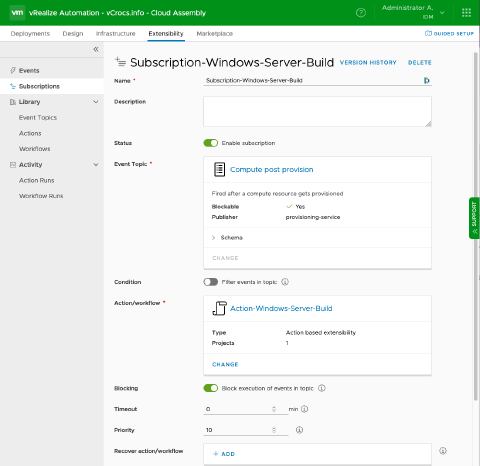 vm vRealize Automation - vCrocs.info - Cloud Assembly
Administrator A.
IDM
Deployments Design Infrastructure Extensibility Marketplace GUIDED SETUP
Events
Subscriptions
Library
Event Topics
Actions
Workflows
Activity
Action Runs
Workflow Runs
Subscription-Windows-Server-Build VERSION HISTORY DELETE
Name * Subscription-Windows-Server-Build
Description
Status Enable subscription
Event Topic * Compute post provision
Fired after a compute resource gets provisioned
Blockable Yes
Publisher provisioning-service
Schema
CHANGE
Condition Filter events in topic
Action/workflow * Action-Windows-Server-Build
Type Action based extensibility
Projects 1
CHANGE
Blocking Block execution of events in topic
Timeout 0 min
Priority 10
Recover action/workflow + ADD
SUPPORT